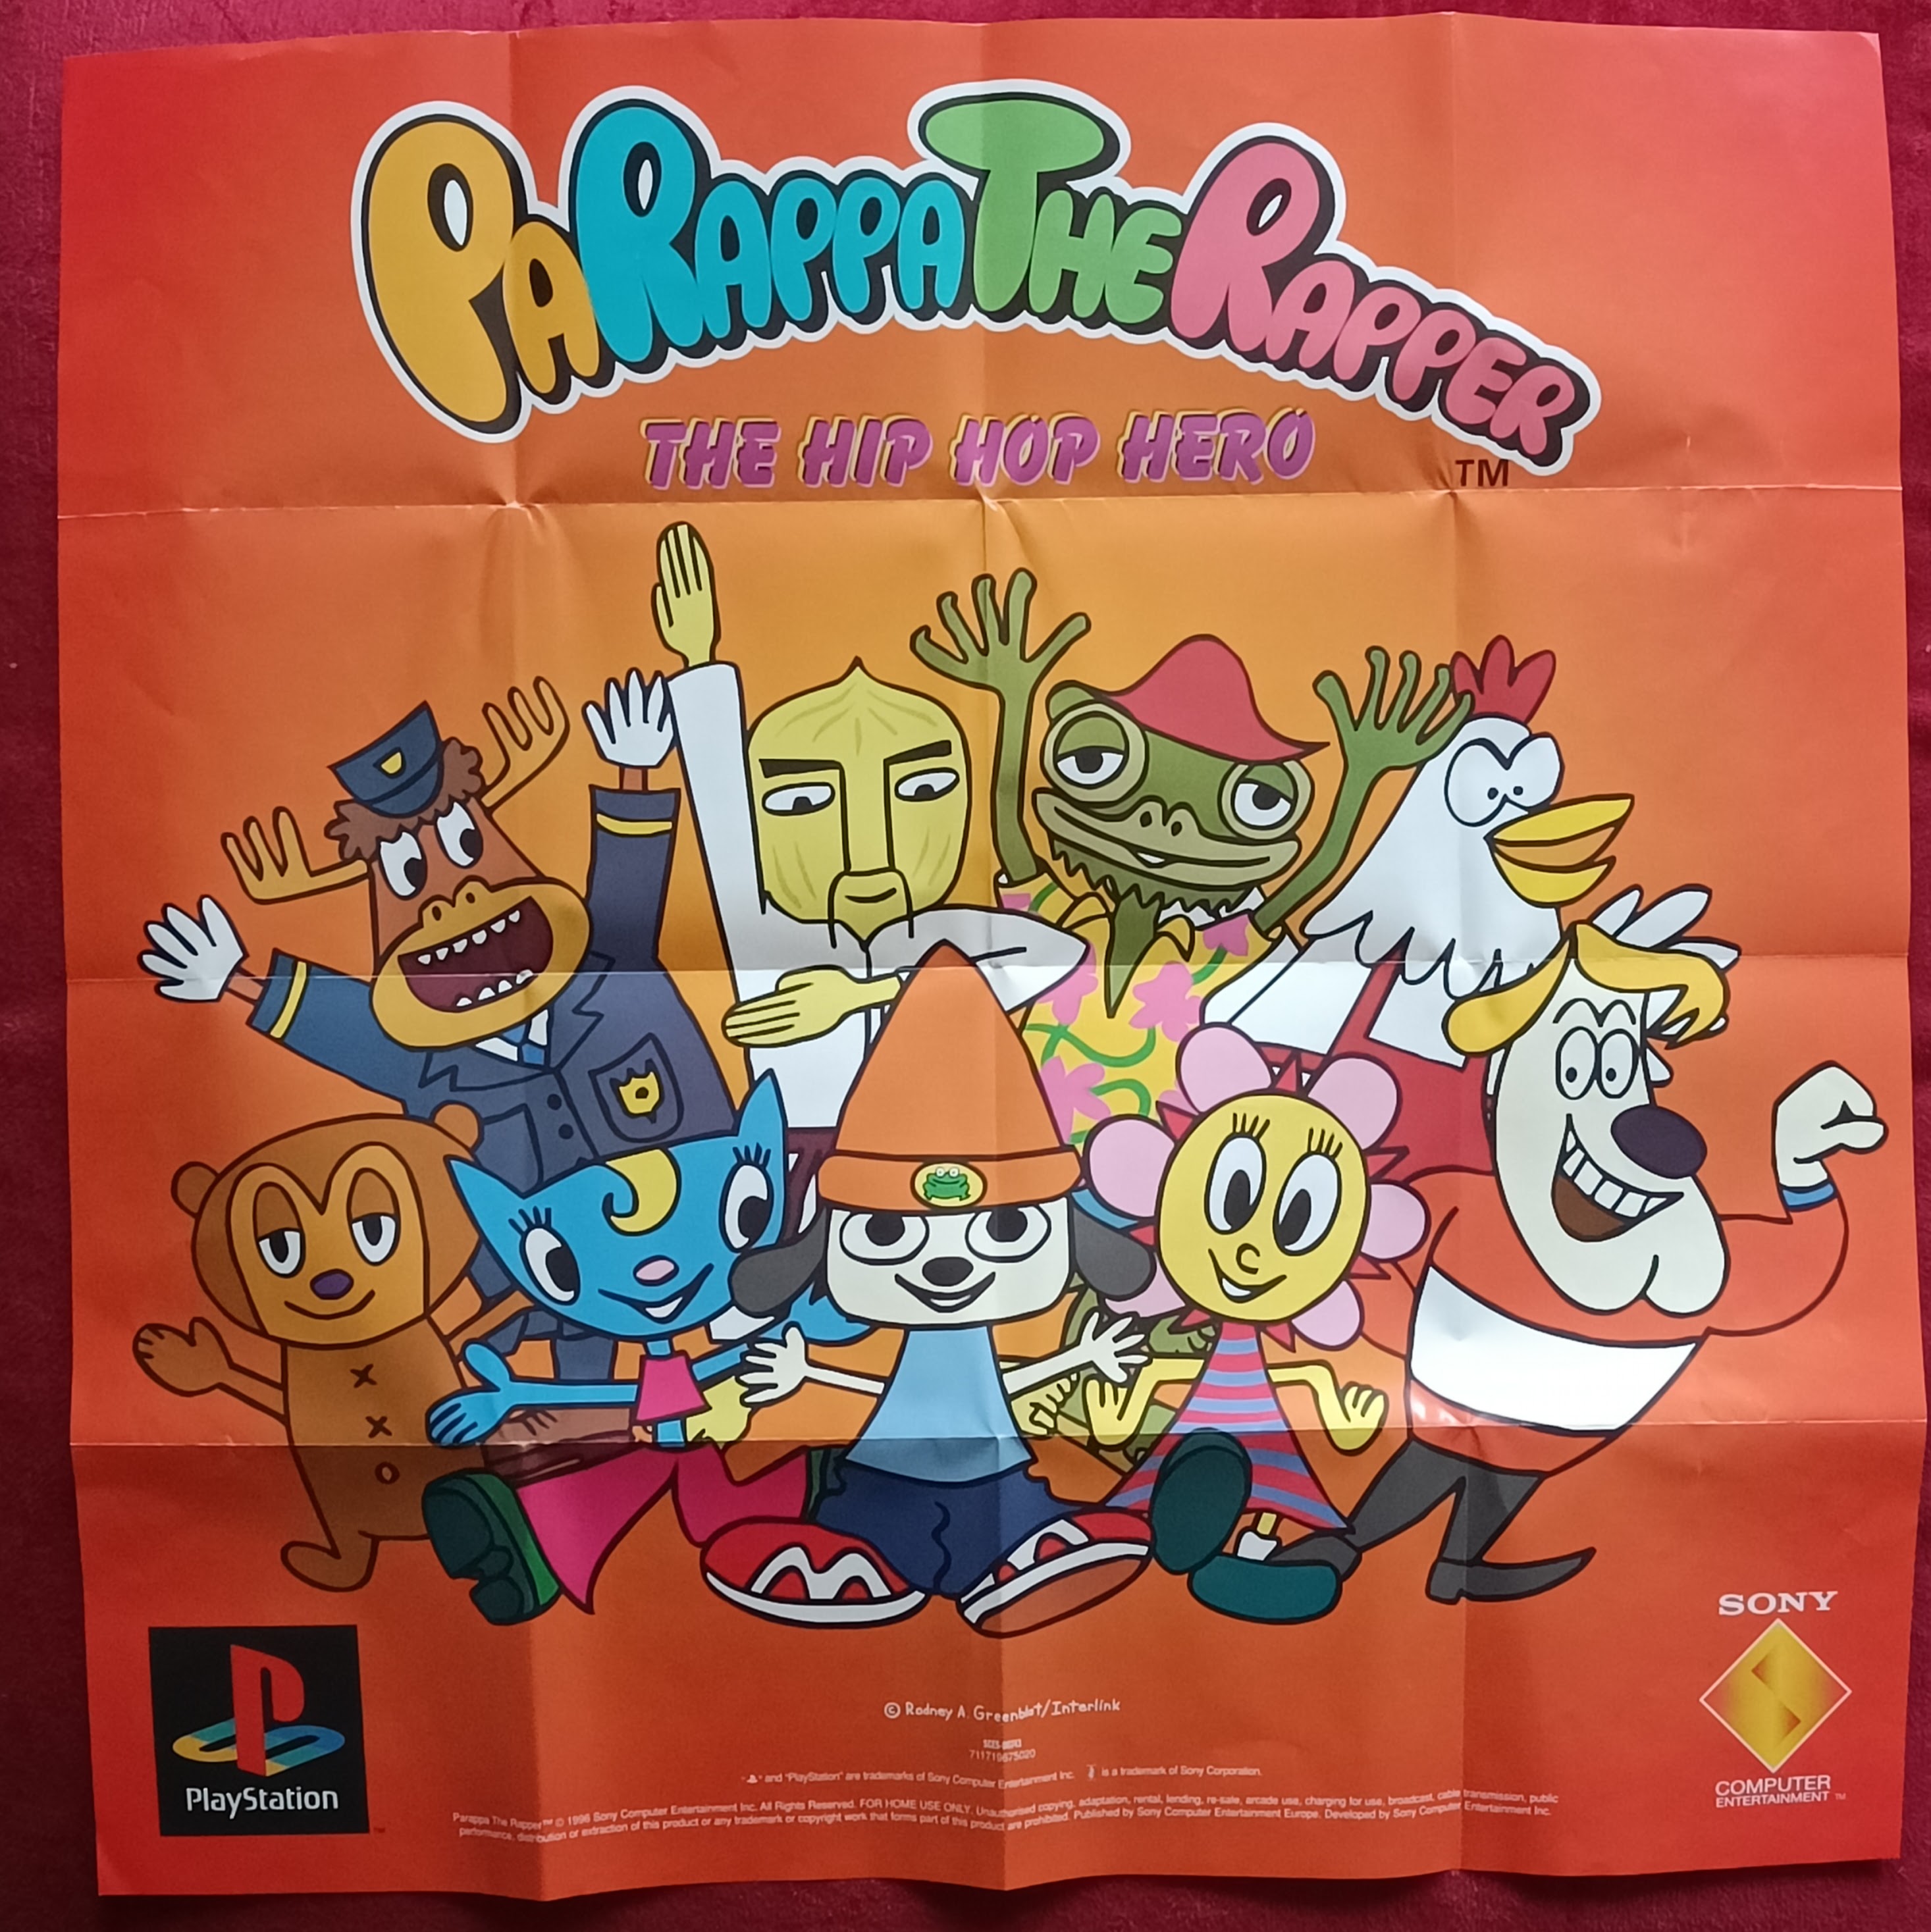 PARAPPA THE RAPPER
THE HIP HOP HERO
TM
© Rodney A. Greenblat/Interlink
711719675020
" " and "PlayStation" are trademarks of Sony Computer Entertainment Inc. is a trademark of Sony Corporation.
Parappa The Rapper™ © 1996 Sony Computer Entertainment Inc. All Rights Reserved. FOR HOME USE ONLY. Unauthorised copying, adaptation, rental, lending, re-sale, arcade use, charging for use, broadcast, cable transmission, public
performance, distribution or extraction of this product or any trademark or copyright work that forms part of this product are prohibited. Published by Sony Computer Entertainment Europe. Developed by Sony Computer Entertainment Inc.
PlayStation
™
SONY
COMPUTER
ENTERTAINMENT ™